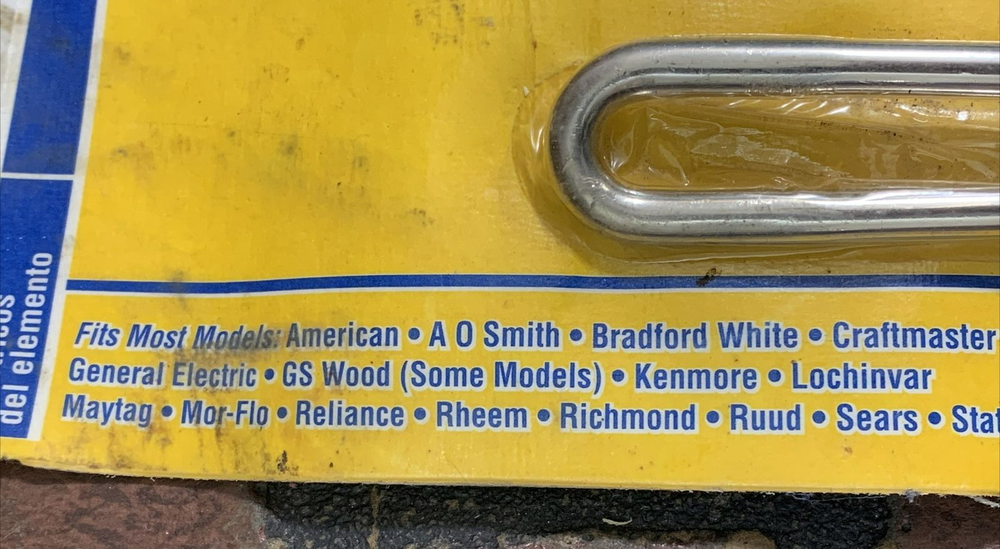 Fits Most Models: American • A O Smith • Bradford White • Craftmaster
General Electric • GS Wood (Some Models) • Kenmore • Lochinvar
Maytag • Mor-Flo • Reliance • Rheem • Richmond • Ruud • Sears •
del elemento